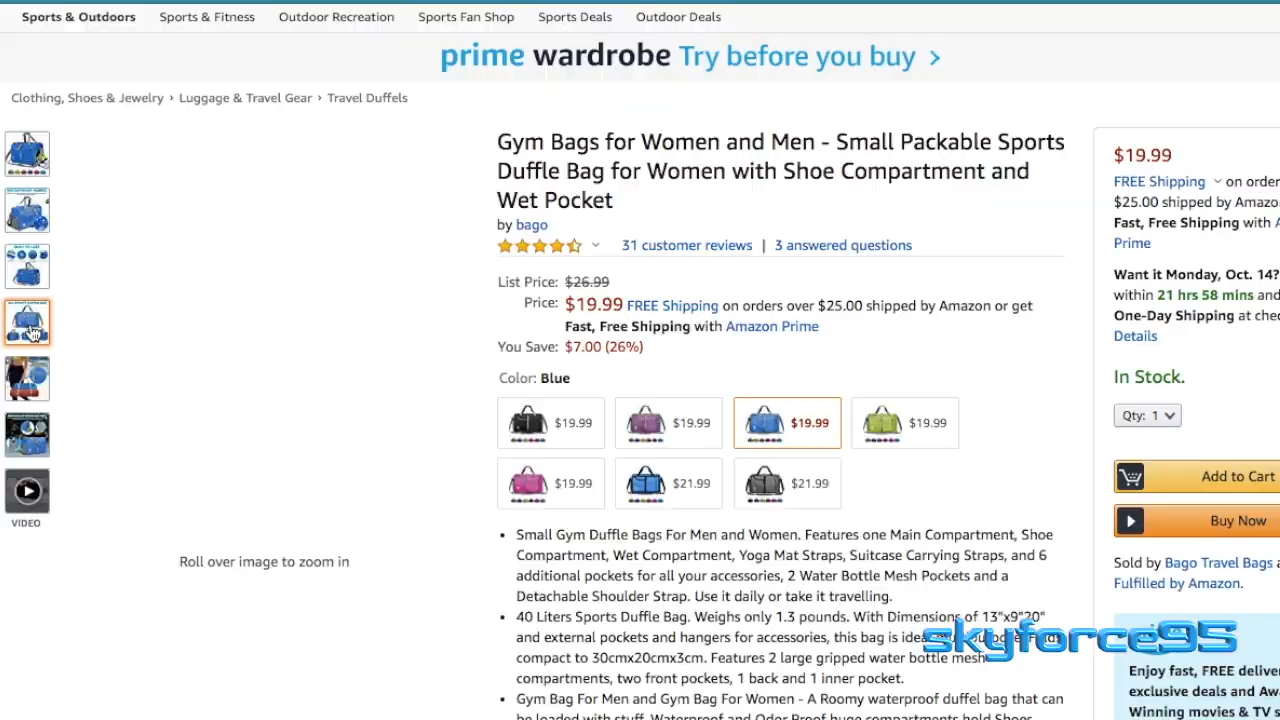 Sports & Outdoors Sports & Fitness Outdoor Recreation Sports Fan Shop Sports Deals Outdoor Deals
prime wardrobe Try before you buy >
Clothing, Shoes & Jewelry › Luggage & Travel Gear › Travel Duffels
Gym Bags for Women and Men - Small Packable Sports
Duffle Bag for Women with Shoe Compartment and
Wet Pocket
by bago
31 customer reviews | 3 answered questions
List Price: $26.99
Price: $19.99 FREE Shipping on orders over $25.00 shipped by Amazon or get
Fast, Free Shipping with Amazon Prime
You Save: $7.00 (26%)
Color: Blue
$19.99 $19.99 $19.99 $19.99
$19.99 $21.99 $21.99
VIDEO
Roll over image to zoom in
• Small Gym Duffle Bags For Men and Women. Features one Main Compartment, Shoe
Compartment, Wet Compartment, Yoga Mat Straps, Suitcase Carrying Straps, and 6
additional pockets for all your accessories, 2 Water Bottle Mesh Pockets and a
Detachable Shoulder Strap. Use it daily or take it travelling.
• 40 Liters Sports Duffle Bag. Weighs only 1.3 pounds. With Dimensions of 13"x9"20"
and external pockets and hangers for accessories, this bag is
compact to 30cmx20cmx3cm. Features 2 large gripped water bottle mesh
compartments, two front pockets, 1 back and 1 inner pocket.
• Gym Bag For Men and Gym Bag For Women - A Roomy waterproof duffel bag that can
be loaded with stuff. Waterproof and Odor Proof huge compartments hold Shoes
$19.99
FREE Shipping on
$25.00 shipped by
Fast, Free Shipping with
Prime
Want it Monday, Oct. 14?
within 21 hrs 58 mins and
One-Day Shipping at
Details
In Stock.
Qty: 1
Add to Cart
Buy Now
Sold by Bago Travel Bags
Fulfilled by Amazon.
skyforce95
Enjoy fast, FREE
exclusive deals and
Winning movies & TV